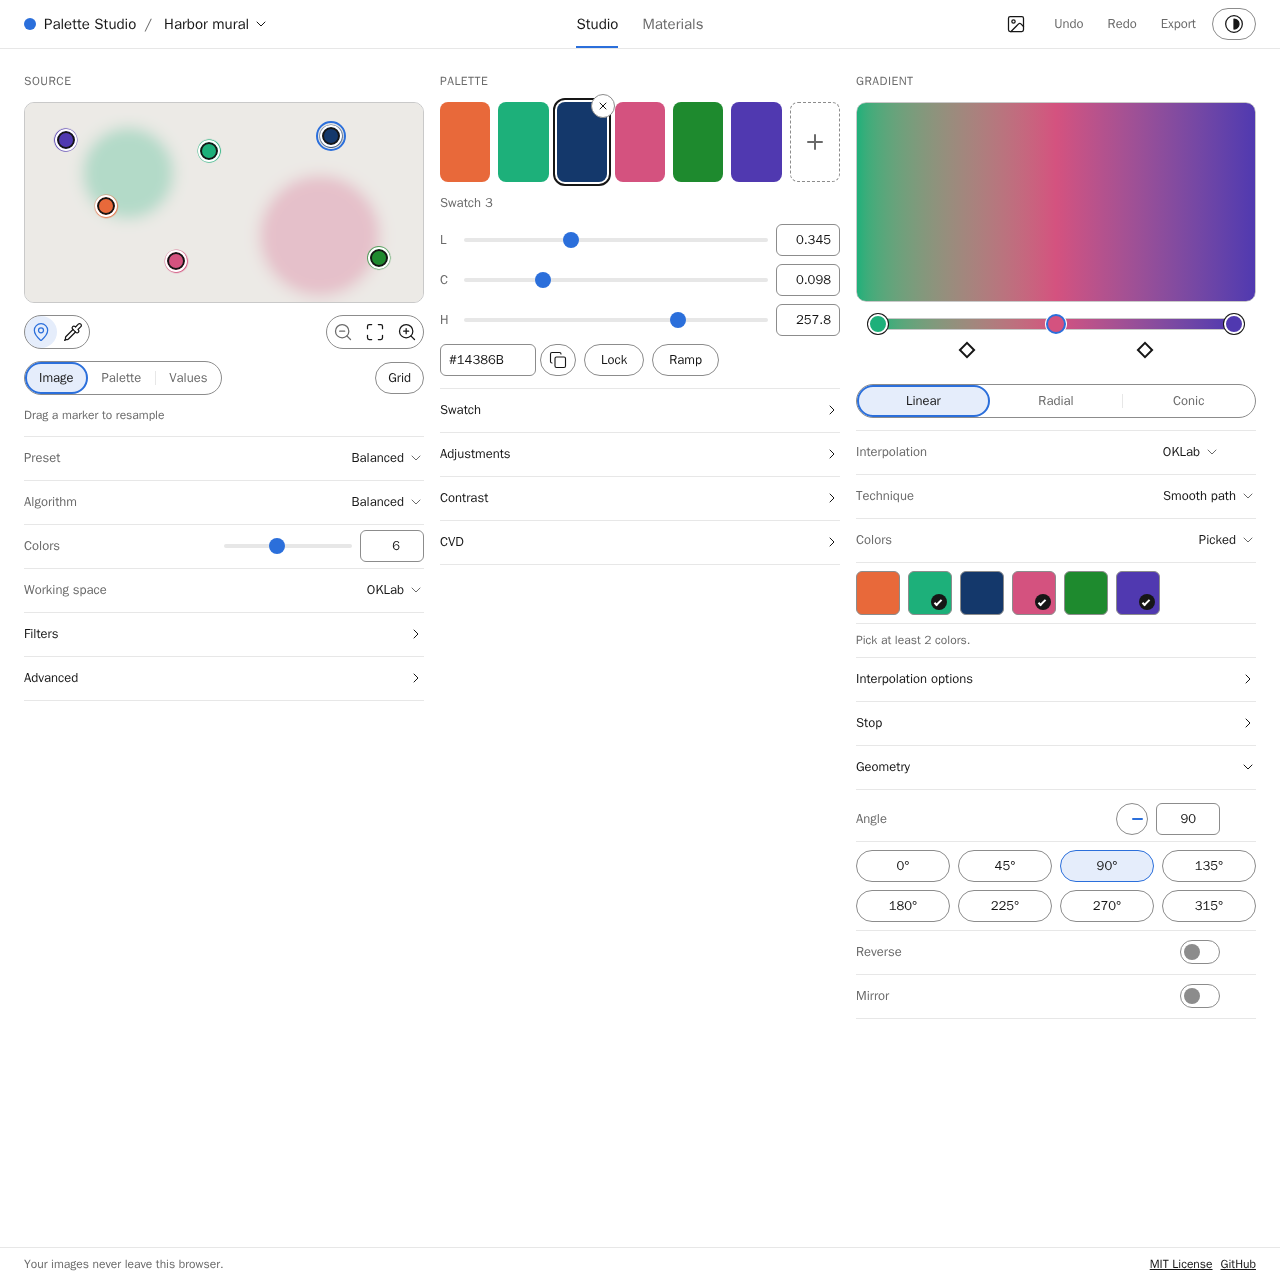 Palette Studio / Harbor mural
Studio Materials
Undo Redo Export
SOURCE
Image Palette Values Grid
Drag a marker to resample
Preset Balanced
Algorithm Balanced
Colors 6
Working space OKLab
Filters
Advanced
PALETTE
Swatch 3
L 0.345
C 0.098
H 257.8
#14386B Lock Ramp
Swatch
Adjustments
Contrast
CVD
GRADIENT
Linear Radial Conic
Interpolation OKLab
Technique Smooth path
Colors Picked
Pick at least 2 colors.
Interpolation options
Stop
Geometry
Angle 90
0° 45° 90° 135°
180° 225° 270° 315°
Reverse
Mirror
Your images never leave this browser.
MIT License GitHub